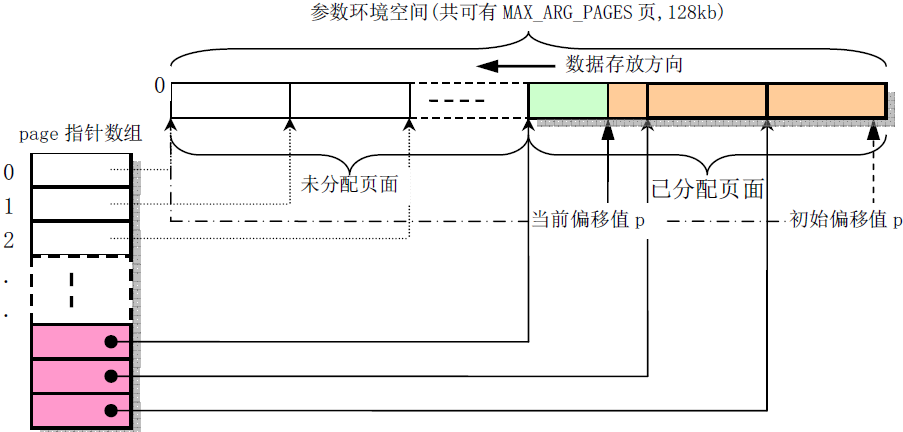 参数环境空间(共可有 MAX_ARG_PAGES 页,128kb)
数据存放方向
0
page 指针数组
未分配页面
已分配页面
0
1
2
.
.
当前偏移值 p
初始偏移值 p